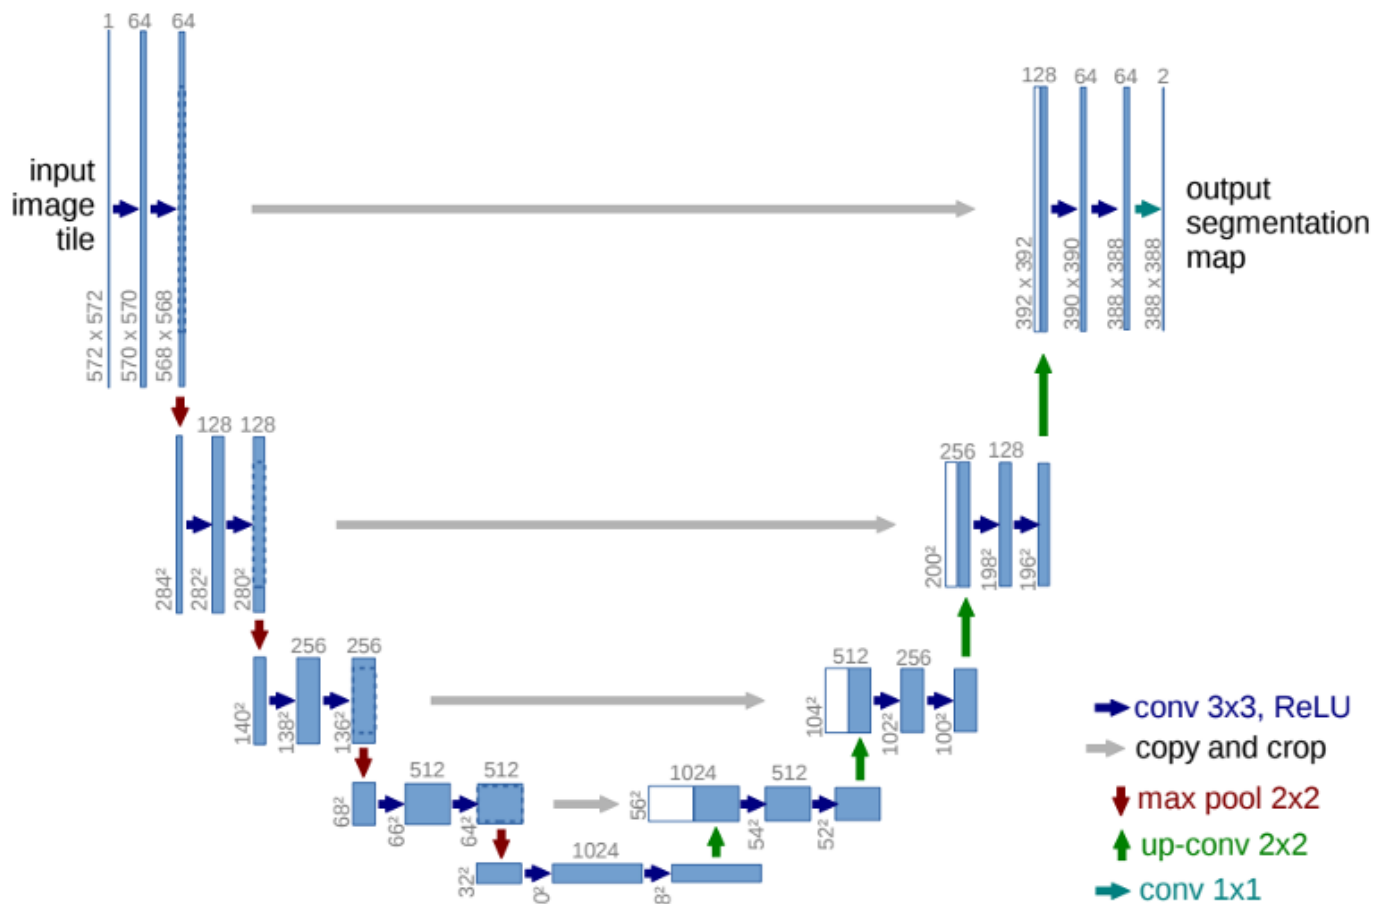 1 64 64
128 64 64 2
input
image
tile
output
segmentation
map
572 x 572
570 x 570
568 x 568
392 x 392
390 x 390
388 x 388
388 x 388
128 128
256 128
284²
282²
280²
200²
198²
196²
256 256
512 256
140²
138²
136²
104²
102²
100²
conv 3x3, ReLU
copy and crop
512 512
1024 512
68²
66²
64²
56²
54²
52²
max pool 2x2
up-conv 2x2
1024
32²
0²
8²
conv 1x1